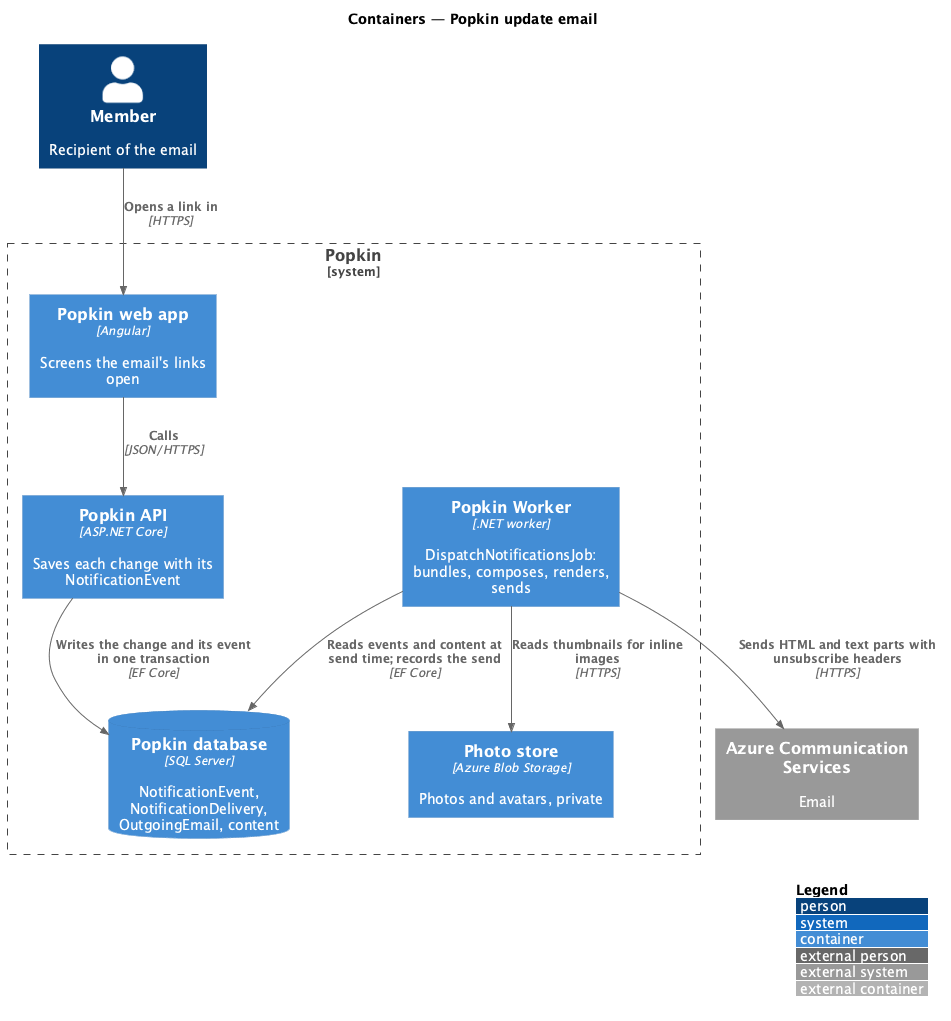 Containers — Popkin update email
Member
Recipient of the email
Opens a link in
[HTTPS]
Popkin
[system]
Popkin web app
[Angular]
Screens the email's links
open
Calls
[JSON/HTTPS]
Popkin API
[ASP.NET Core]
Saves each change with its
NotificationEvent
Popkin Worker
[.NET worker]
DispatchNotificationsJob:
bundles, composes, renders,
sends
Writes the change and its event
in one transaction
[EF Core]
Reads events and content at
send time; records the send
[EF Core]
Reads thumbnails for inline
images
[HTTPS]
Sends HTML and text parts with
unsubscribe headers
[HTTPS]
Popkin database
[SQL Server]
NotificationEvent,
NotificationDelivery,
OutgoingEmail, content
Photo store
[Azure Blob Storage]
Photos and avatars, private
Azure Communication
Services
Email
Legend
person
system
container
external person
external system
external container